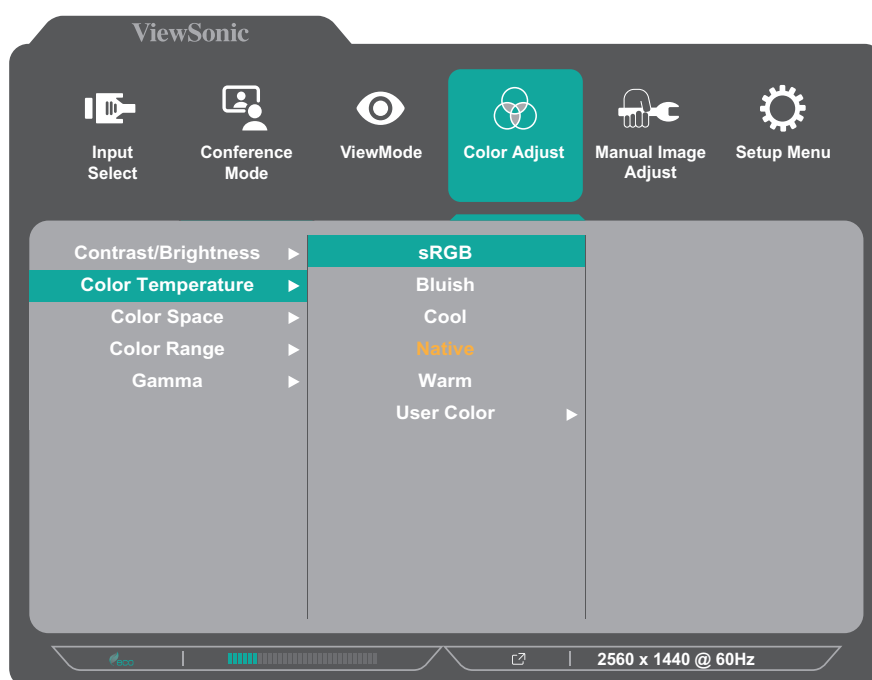 ViewSonic
Input
Select
Conference
Mode
ViewMode
Color Adjust
Manual Image
Adjust
Setup Menu
Contrast/Brightness
Color Temperature
Color Space
Color Range
Gamma
sRGB
Bluish
Cool
Native
Warm
User Color
eco
2560 x 1440 @ 60Hz